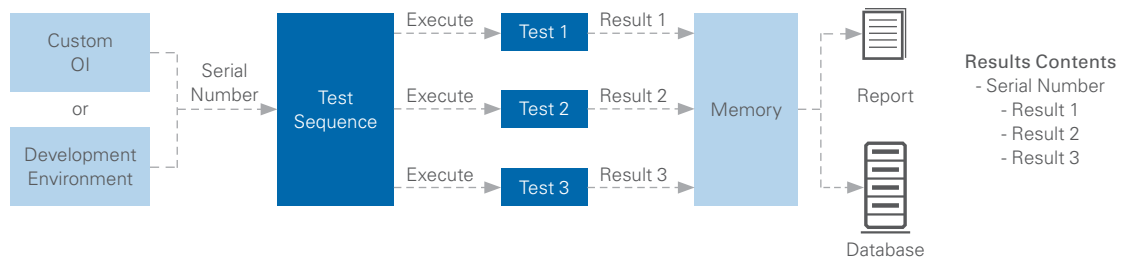 Custom
OI
or
Development
Environment
Serial
Number
Test
Sequence
Execute
Test 1
Result 1
Execute
Test 2
Result 2
Execute
Test 3
Result 3
Memory
Report
Database
Results Contents
- Serial Number
- Result 1
- Result 2
- Result 3